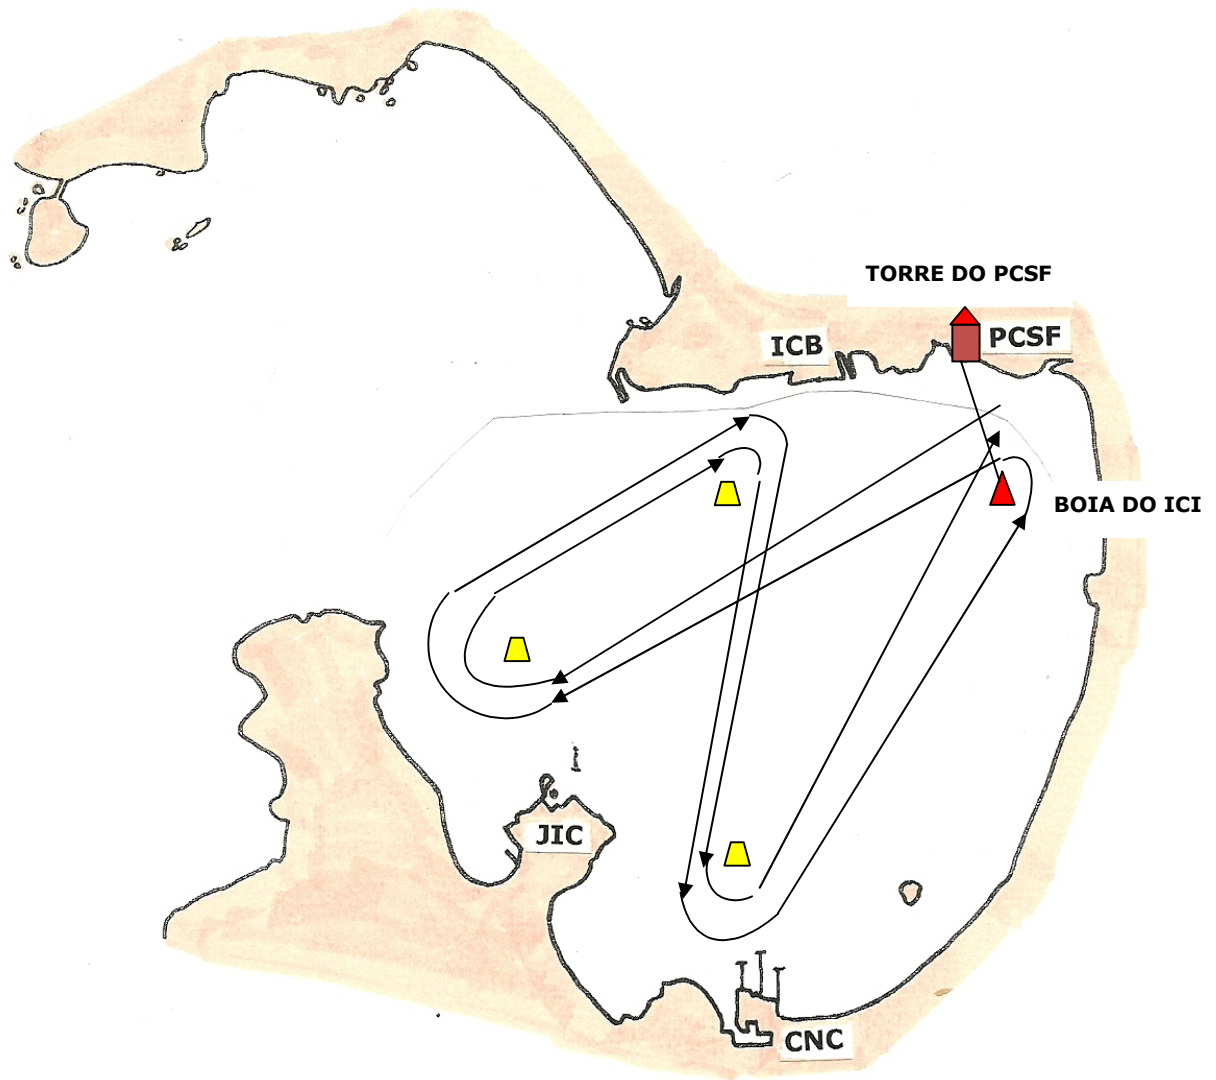 TORRE DO PCSF
ICB
PCSF
BOIA DO ICI
JIC
CNC